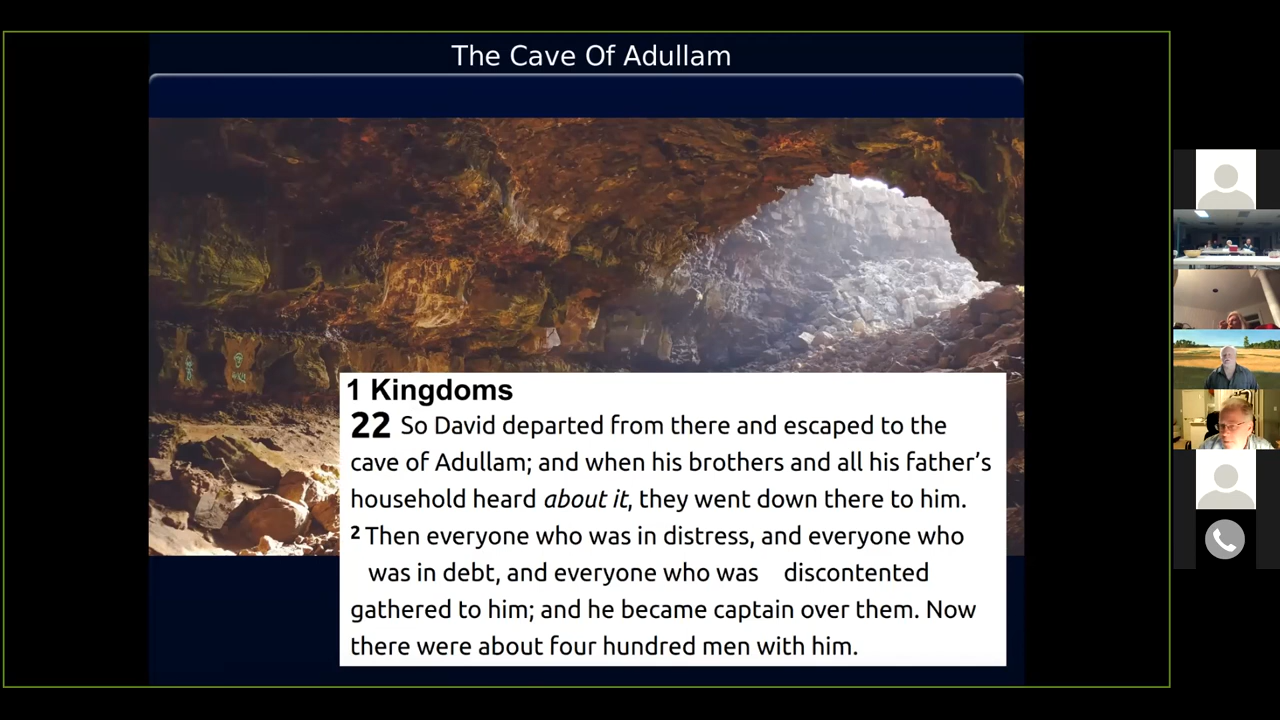 The Cave Of Adullam
1 Kingdoms
22 So David departed from there and escaped to the
cave of Adullam; and when his brothers and all his father’s
household heard about it, they went down there to him.
2 Then everyone who was in distress, and everyone who
was in debt, and everyone who was discontented
gathered to him; and he became captain over them. Now
there were about four hundred men with him.